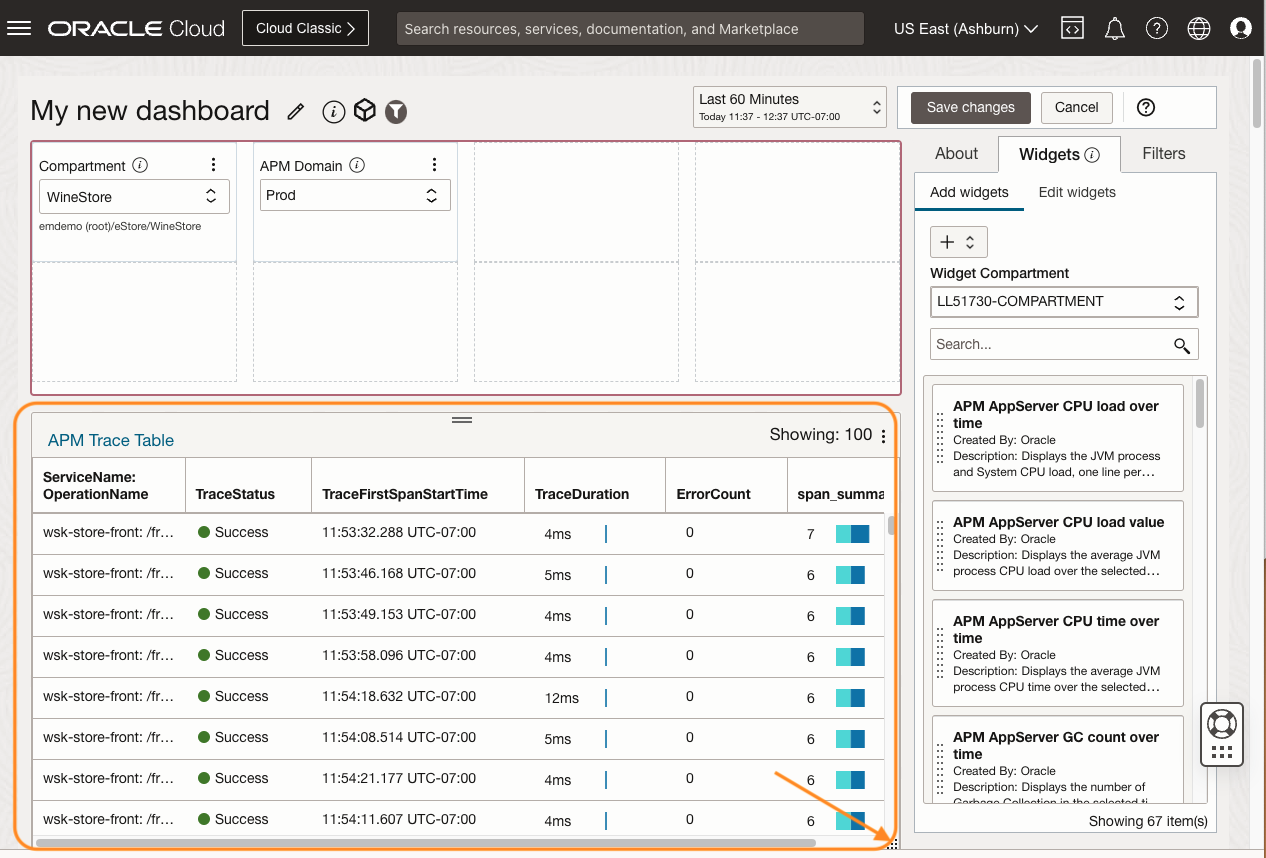 ORACLE Cloud
Cloud Classic
Search resources, services, documentation, and Marketplace
US East (Ashburn)
My new dashboard
Last 60 Minutes
Today 11:37 - 12:37 UTC-07:00
Save changes
Cancel
Compartment
WineStore
emdemo (root)/eStore/WineStore
APM Domain
Prod
About
Widgets
Filters
Add widgets
Edit widgets
Widget Compartment
LL51730-COMPARTMENT
Search...
APM AppServer CPU load over
time
Created By: Oracle
Description: Displays the JVM process
and System CPU load, one line per…
APM AppServer CPU load value
Created By: Oracle
Description: Displays the average JVM
process CPU load over the selected…
APM AppServer CPU time over
time
Created By: Oracle
Description: Displays the average JVM
process CPU time over the selected…
APM AppServer GC count over
time
Created By: Oracle
Description: Displays the number of
Garbage Collection in the selected ti
Showing 67 item(s)
APM Trace Table
Showing: 100
ServiceName:
OperationName TraceStatus TraceFirstSpanStartTime TraceDuration ErrorCount span_summa
wsk-store-front: /fr… Success 11:53:32.288 UTC-07:00 4ms 0 7
wsk-store-front: /fr… Success 11:53:46.168 UTC-07:00 5ms 0 6
wsk-store-front: /fr… Success 11:53:49.153 UTC-07:00 4ms 0 6
wsk-store-front: /fr… Success 11:53:58.096 UTC-07:00 4ms 0 6
wsk-store-front: /fr… Success 11:54:18.632 UTC-07:00 12ms 0 6
wsk-store-front: /fr… Success 11:54:08.514 UTC-07:00 5ms 0 6
wsk-store-front: /fr… Success 11:54:21.177 UTC-07:00 4ms 0 6
wsk-store-front: /fr… Success 11:54:11.607 UTC-07:00 4ms 0 6